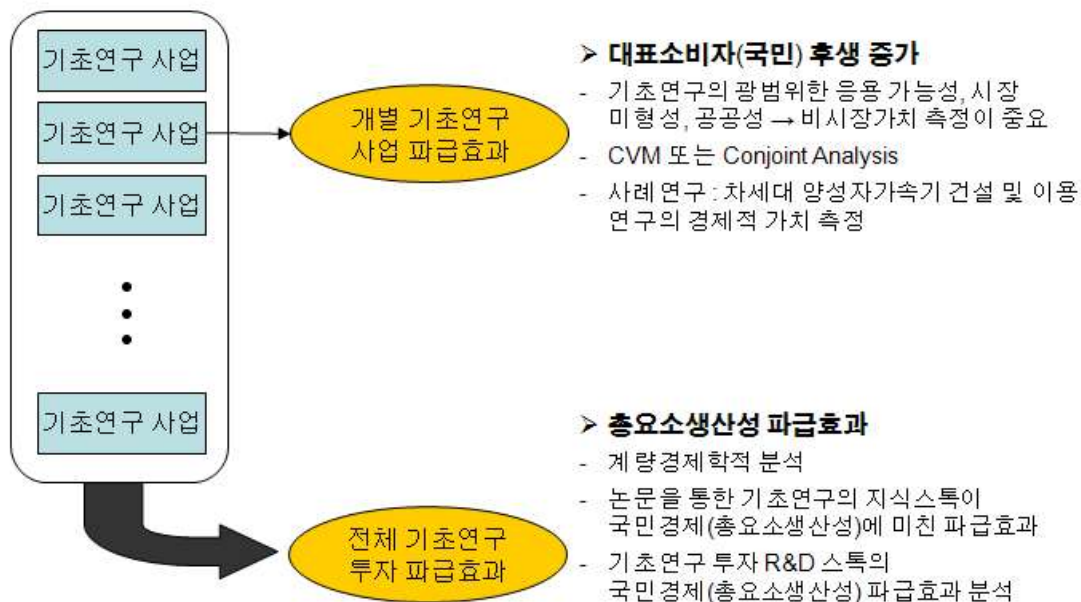 기초연구 사업
기초연구 사업
기초연구 사업
기초연구 사업
개별 기초연구
사업 파급효과
➢ 대표소비자(국민) 후생 증가
- 기초연구의 광범위한 응용 가능성, 시장
미형성, 공공성 → 비시장가치 측정이 중요
- CVM 또는 Conjoint Analysis
- 사례연구 : 차세대 양성자가속기 건설 및 이용
연구의 경제적 가치 측정
전체 기초연구
투자 파급효과
➢ 총요소생산성 파급효과
- 계량경제학적 분석
- 논문을 통한 기초연구의 지식스톡이
국민경제(총요소생산성)에 미친 파급효과
- 기초연구 투자 R&D 스톡의
국민경제(총요소생산성) 파급효과 분석